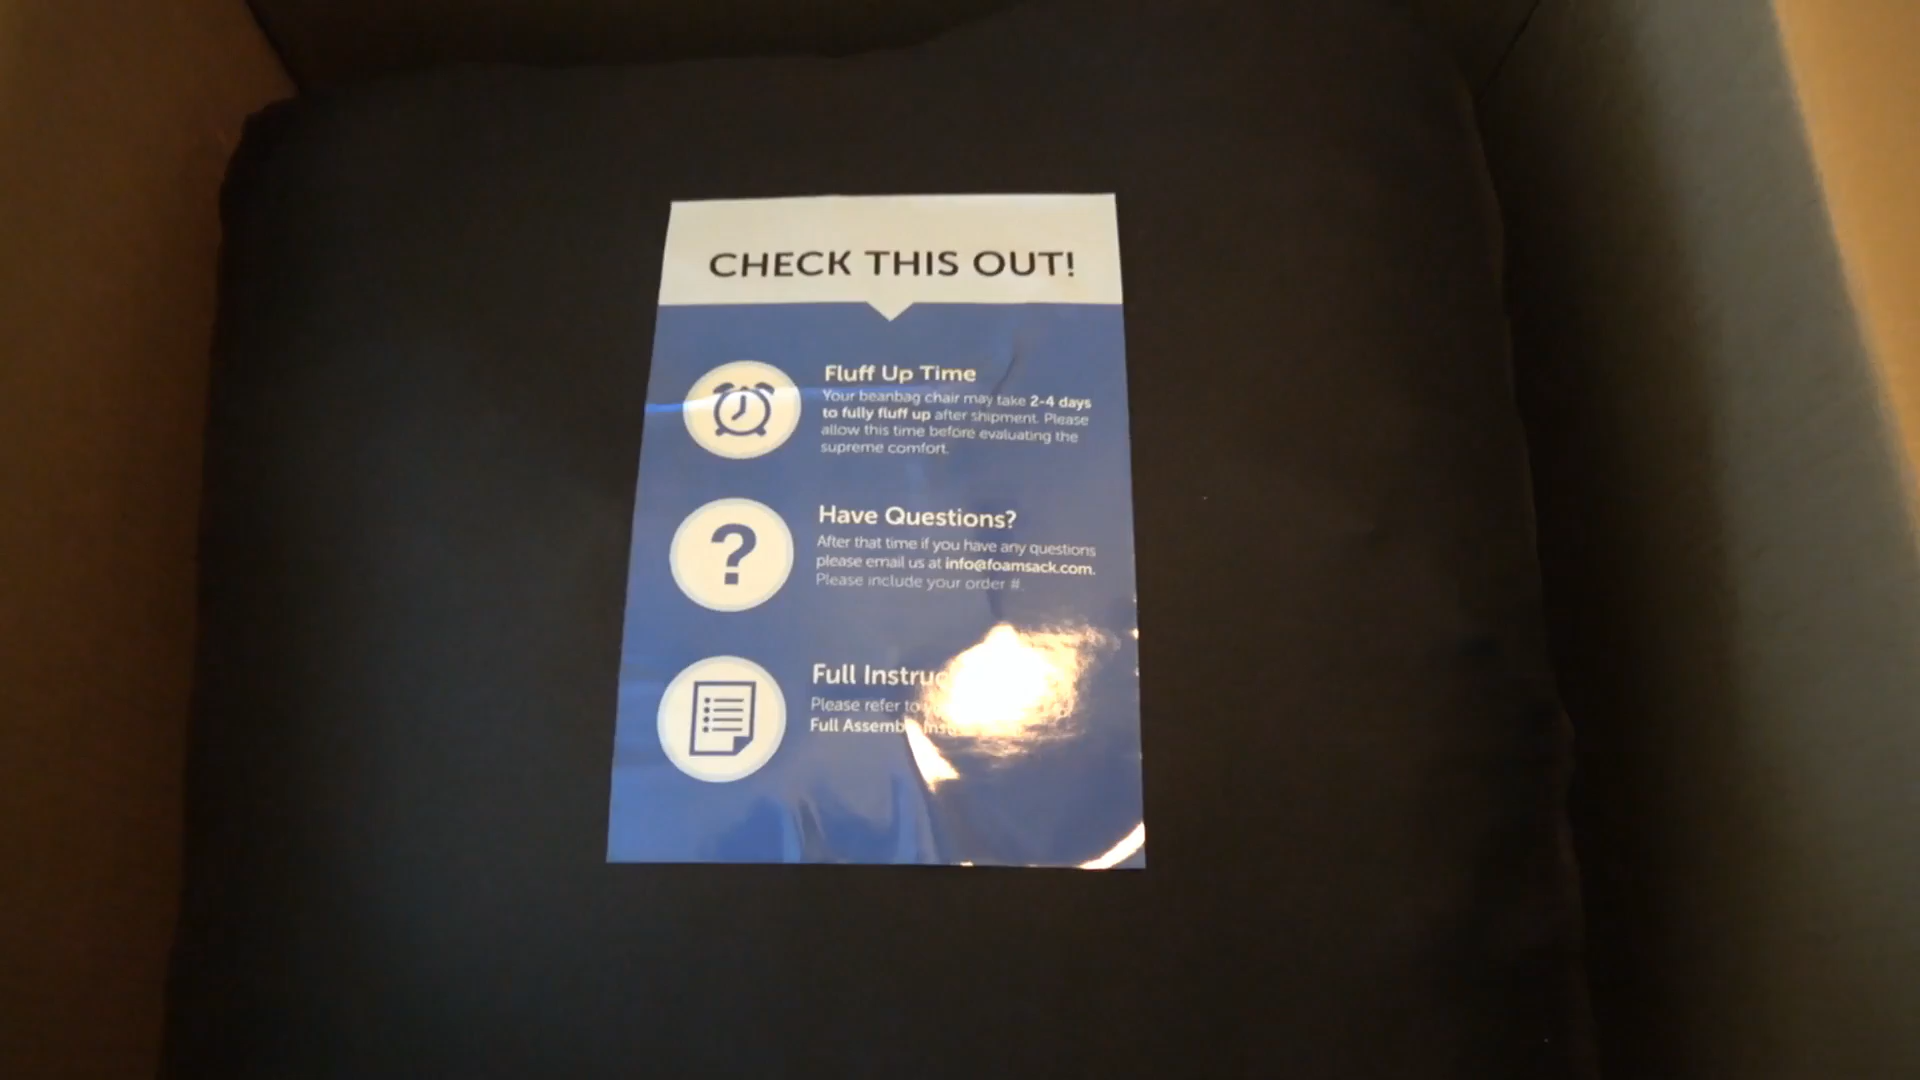 CHECK THIS OUT!
Fluff Up Time
Your beanbag chair may take 2-4 days
to fully fluff up after shipment. Please
allow this time before evaluating the
supreme comfort.
?
Have Questions?
After that time if you have any questions
please email us at info@foamsack.com.
Please include your order #.
Full
Please refer to
Full